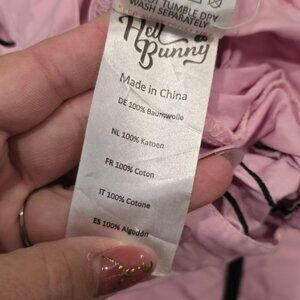 TUMBLE DRY
WASH SEPARATELY
Hell
Bunny
Made in China
DE 100% Baumwolle
NL 100% Katoen
FR 100% Coton
IT 100% Cotone
ES 100% Algodón